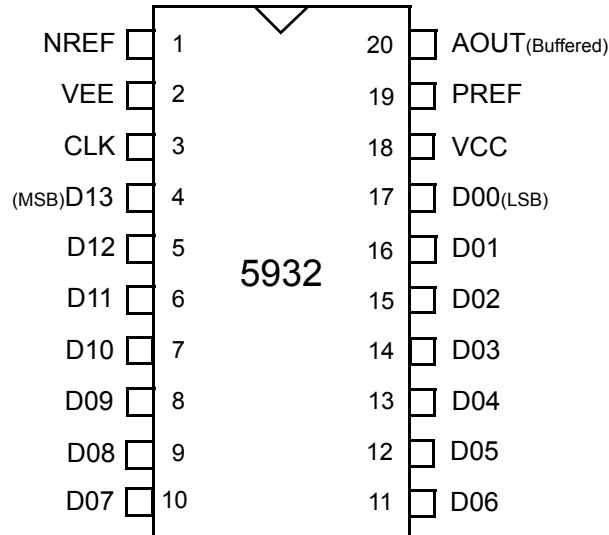 NREF 1 20 AOUT(Buffered)
VEE 2 19 PREF
CLK 3 18 VCC
(MSB)D13 4 17 D00(LSB)
D12 5 16 D01
5932
D11 6 15 D02
D10 7 14 D03
D09 8 13 D04
D08 9 12 D05
D07 10 11 D06